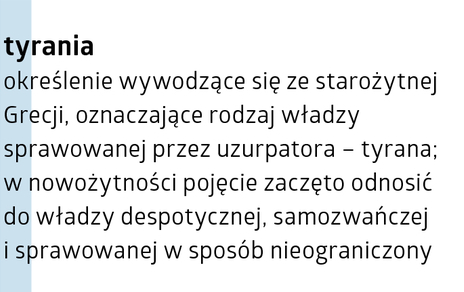 tyrania
określenie wywodzące się ze starożytnej
Grecji, oznaczające rodzaj władzy
sprawowanej przez uzurpatora – tyrana;
w nowożytności pojęcie zaczęto odnosić
do władzy despotycznej, samozwańczej
i sprawowanej w sposób nieograniczony